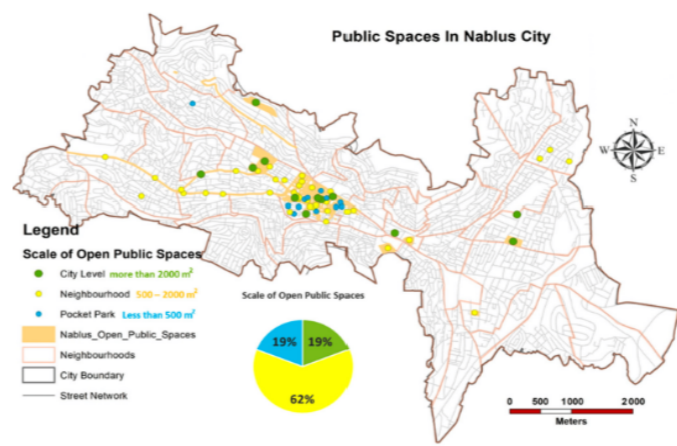 Public Spaces In Nablus City
N
W E
S
Legend
Scale of Open Public Spaces
City Level more than 2000 m²
Neighbourhood 500 – 2000 m²
Pocket Park Less than 500 m²
Nablus_Open_Public_Spaces
Neighbourhoods
City Boundary
Street Network
Scale of Open Public Spaces
19% 19%
62%
0 500 1000 2 000
Meters